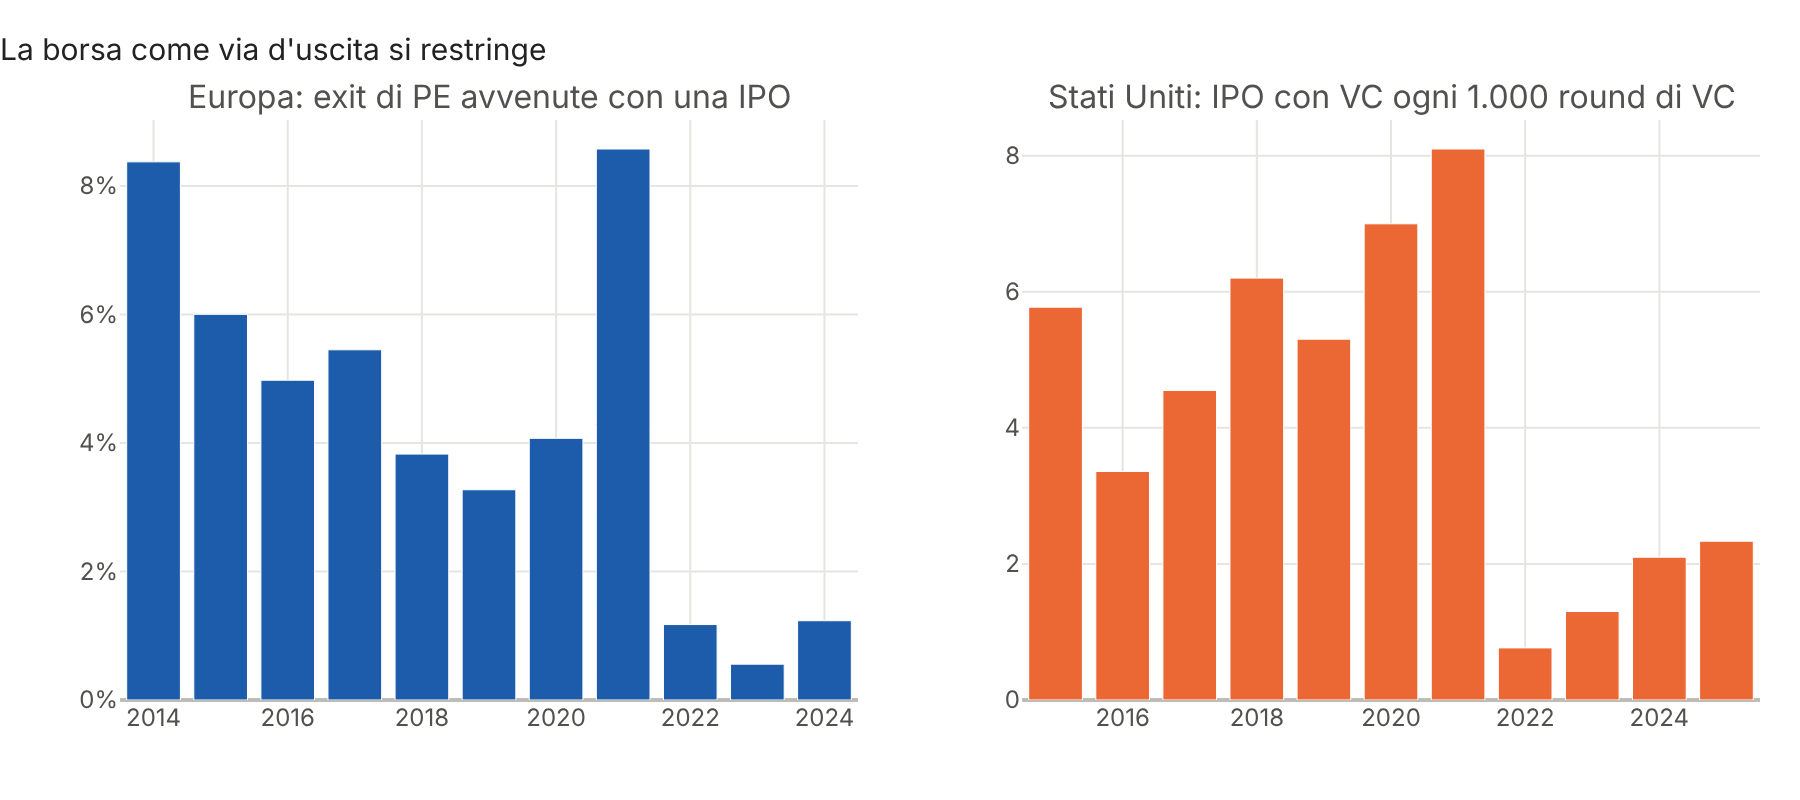 La borsa come via d'uscita si restringe
Europa: exit di PE avvenute con una IPO
8%
6%
4%
2%
0%
2014 2016 2018 2020 2022 2024
Stati Uniti: IPO con VC ogni 1.000 round di VC
8
6
4
2
0
2016 2018 2020 2022 2024